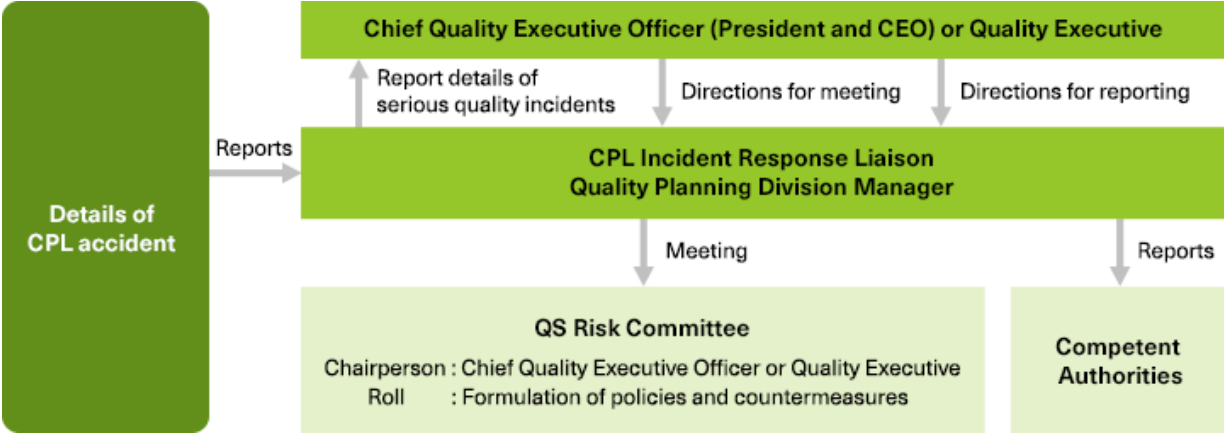 Chief Quality Executive Officer (President and CEO) or Quality Executive
Report details of
serious quality incidents
Directions for meeting
Directions for reporting
Reports
CPL Incident Response Liaison
Quality Planning Division Manager
Details of
CPL accident
Meeting
Reports
QS Risk Committee
Chairperson : Chief Quality Executive Officer or Quality Executive
Roll : Formulation of policies and countermeasures
Competent
Authorities